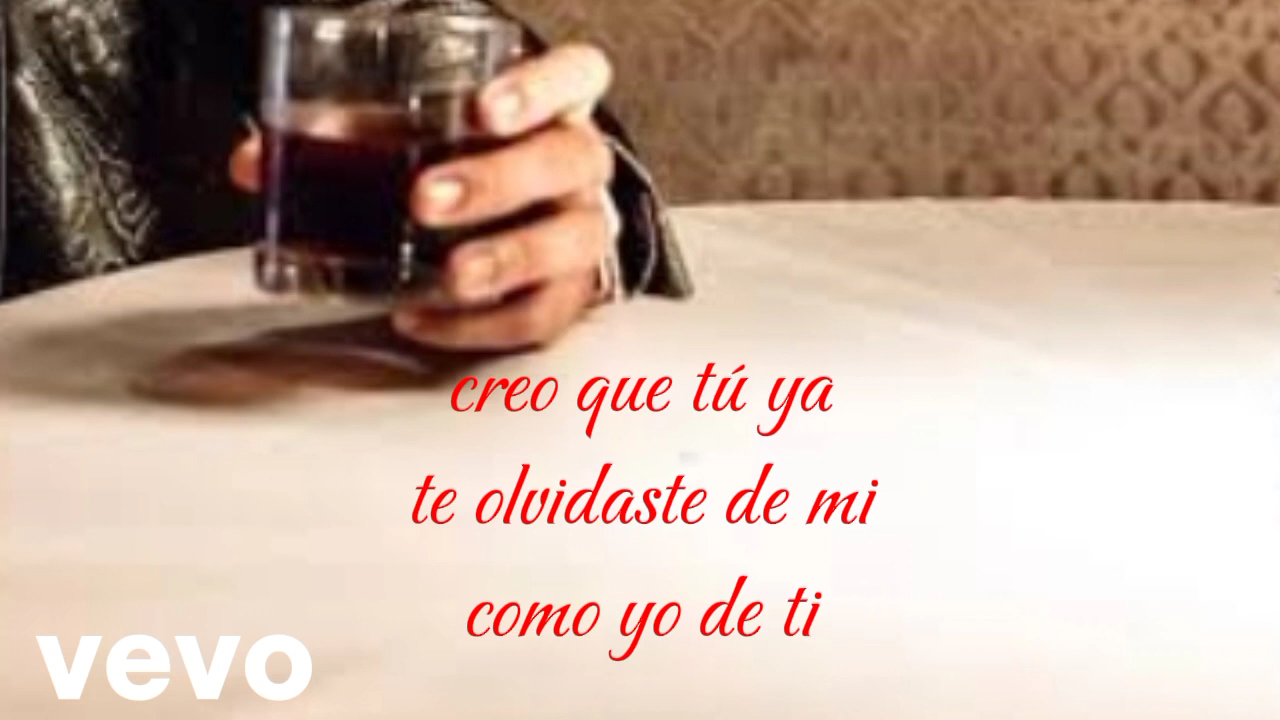 creo que tú ya
te olvidaste de mi
como yo de ti
vevo